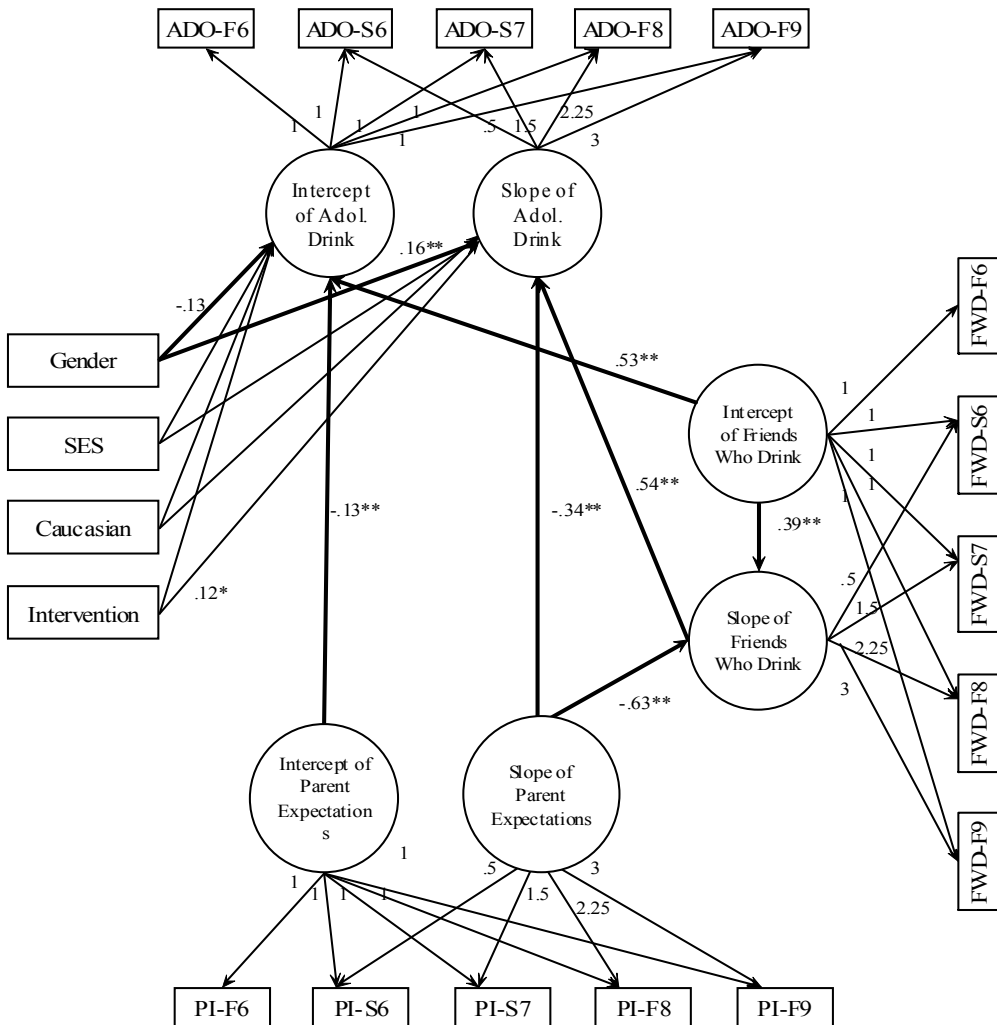 ADO-F6
ADO-S6
ADO-S7
ADO-F8
ADO-F9
1
1
1
1
1
.5
1.5
2.25
3
Intercept
of Adol.
Drink
Slope of
Adol.
Drink
-.13
.16**
Gender
SES
Caucasian
Intervention
.12*
.53**
-.13**
-.34**
.54**
.39**
-.63**
Intercept
of Friends
Who Drink
Slope of
Friends
Who Drink
1
1
1
1
1
.5
1.5
2.25
3
FWD-F6
FWD-S6
FWD-S7
FWD-F8
FWD-F9
Intercept of
Parent
Expectation
s
Slope of
Parent
Expectations
1
1
1
1
1
.5
1.5
2.25
3
PI-F6
PI-S6
PI-S7
PI-F8
PI-F9